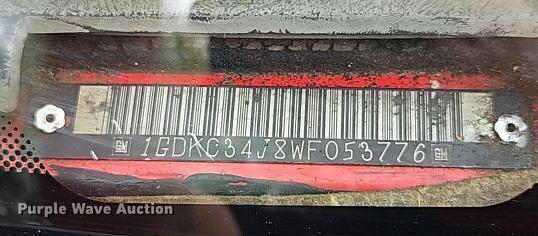 GM 1GDKC34J8WF053776 GM
Purple Wave Auction